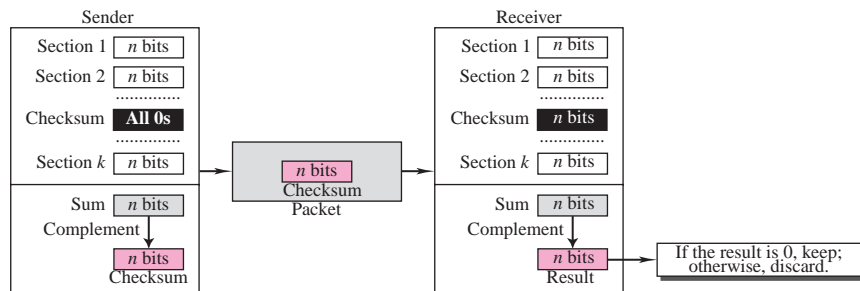 Sender
Section 1 n bits
Section 2 n bits
............
Checksum All 0s
............
Section k n bits
Sum n bits
Complement
n bits
Checksum
n bits
Checksum
Packet
Receiver
Section 1 n bits
Section 2 n bits
............
Checksum n bits
............
Section k n bits
Sum n bits
Complement
n bits
Result
If the result is 0, keep;
otherwise, discard.